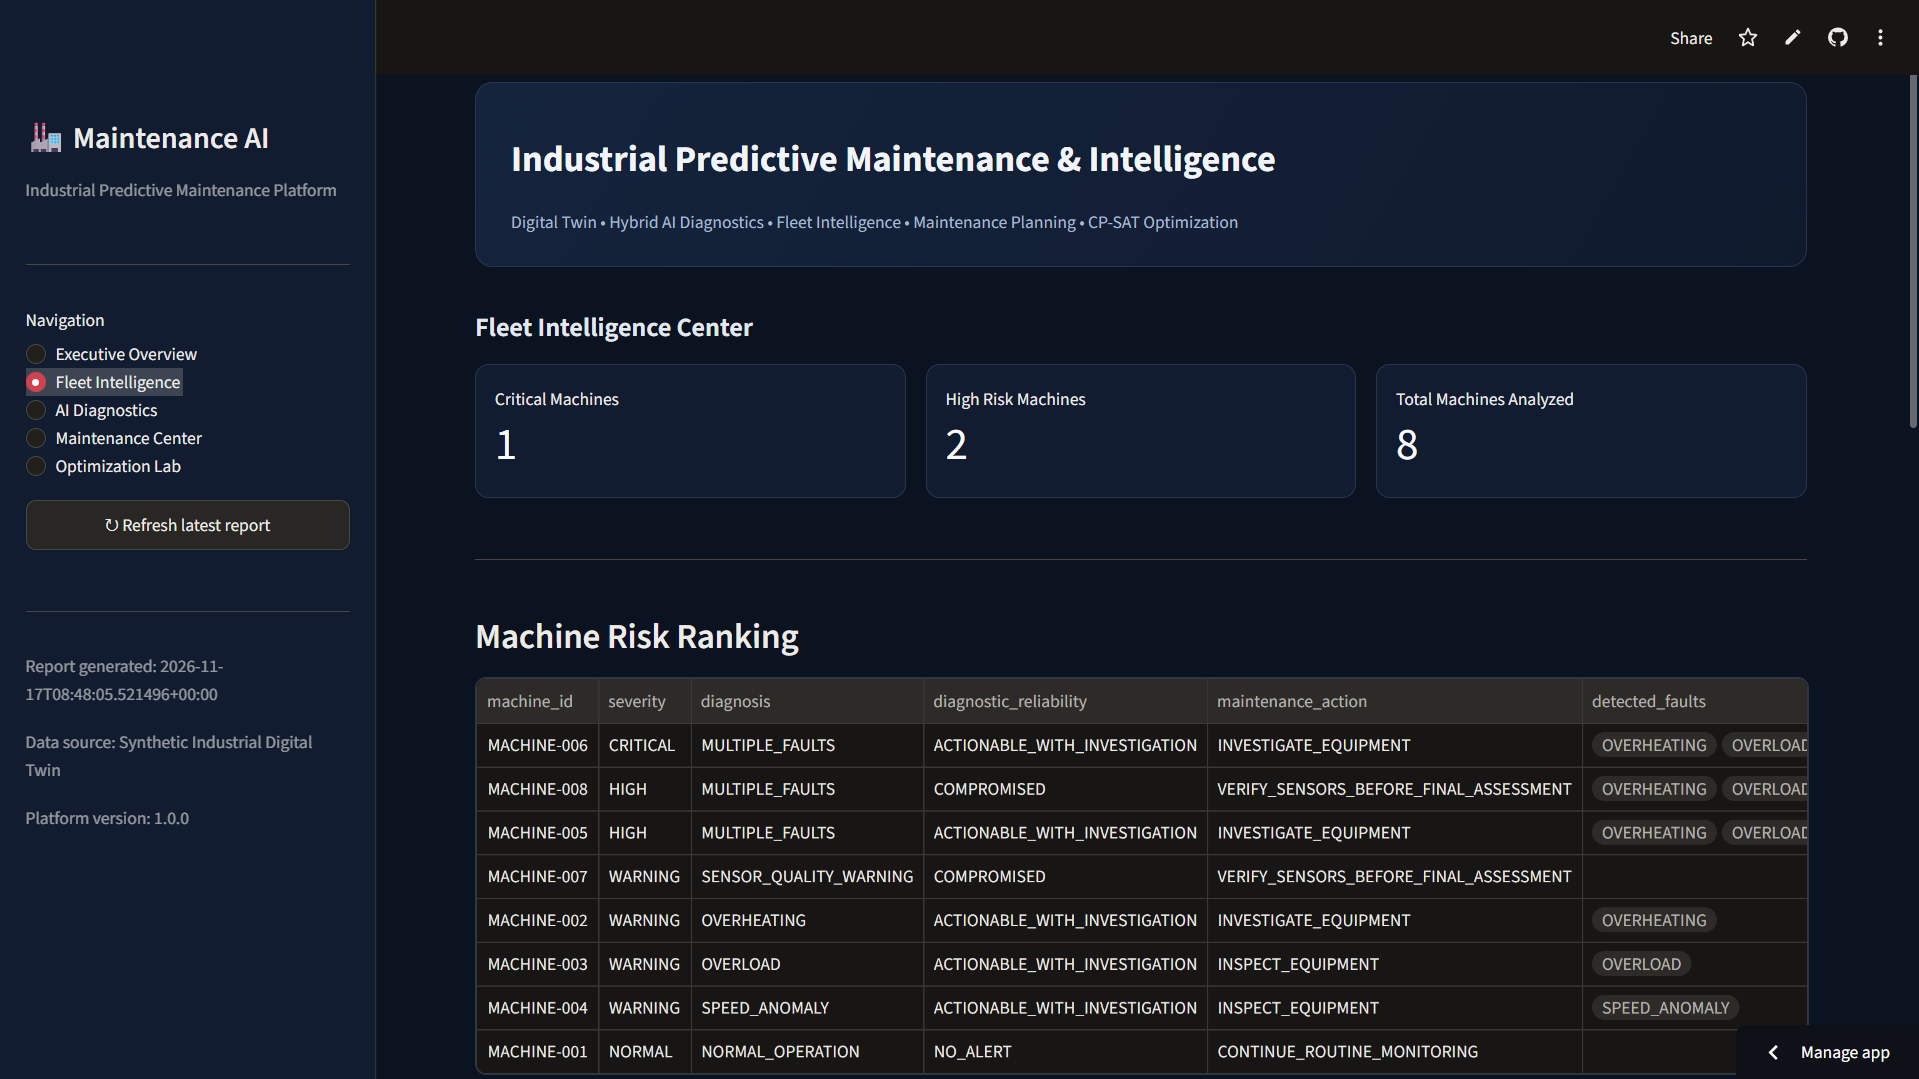 Share
Maintenance AI
Industrial Predictive Maintenance Platform
Navigation
Executive Overview
Fleet Intelligence
AI Diagnostics
Maintenance Center
Optimization Lab
↻ Refresh latest report
Report generated: 2026-11-
17T08:48:05.521496+00:00
Data source: Synthetic Industrial Digital
Twin
Platform version: 1.0.0
Industrial Predictive Maintenance & Intelligence
Digital Twin • Hybrid AI Diagnostics • Fleet Intelligence • Maintenance Planning • CP-SAT Optimization
Fleet Intelligence Center
Critical Machines
1
High Risk Machines
2
Total Machines Analyzed
8
Machine Risk Ranking
machine_id severity diagnosis diagnostic_reliability maintenance_action detected_faults
MACHINE-006 CRITICAL MULTIPLE_FAULTS ACTIONABLE_WITH_INVESTIGATION INVESTIGATE_EQUIPMENT OVERHEATING OVERLOAD
MACHINE-008 HIGH MULTIPLE_FAULTS COMPROMISED VERIFY_SENSORS_BEFORE_FINAL_ASSESSMENT OVERHEATING OVERLOAD
MACHINE-005 HIGH MULTIPLE_FAULTS ACTIONABLE_WITH_INVESTIGATION INVESTIGATE_EQUIPMENT OVERHEATING OVERLOAD
MACHINE-007 WARNING SENSOR_QUALITY_WARNING COMPROMISED VERIFY_SENSORS_BEFORE_FINAL_ASSESSMENT
MACHINE-002 WARNING OVERHEATING ACTIONABLE_WITH_INVESTIGATION INVESTIGATE_EQUIPMENT OVERHEATING
MACHINE-003 WARNING OVERLOAD ACTIONABLE_WITH_INVESTIGATION INSPECT_EQUIPMENT OVERLOAD
MACHINE-004 WARNING SPEED_ANOMALY ACTIONABLE_WITH_INVESTIGATION INSPECT_EQUIPMENT SPEED_ANOMALY
MACHINE-001 NORMAL NORMAL_OPERATION NO_ALERT CONTINUE_ROUTINE_MONITORING
Manage app